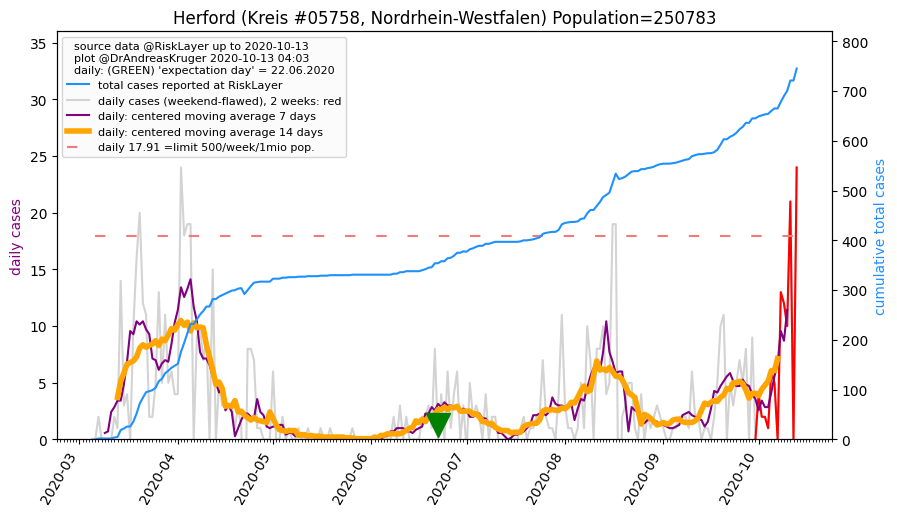 Herford (Kreis #05758, Nordrhein-Westfalen) Population=250783
source data @RiskLayer up to 2020-10-13
plot @DrAndreasKruger 2020-10-13 04:03
daily: (GREEN) 'expectation day' = 22.06.2020
total cases reported at RiskLayer
daily cases (weekend-flawed), 2 weeks: red
daily: centered moving average 7 days
daily: centered moving average 14 days
daily 17.91 =limit 500/week/1mio pop.
daily cases
35
30
25
20
15
10
5
0
cumulative total cases
800
700
600
500
400
300
200
100
0
2020-03
2020-04
2020-05
2020-06
2020-07
2020-08
2020-09
2020-10